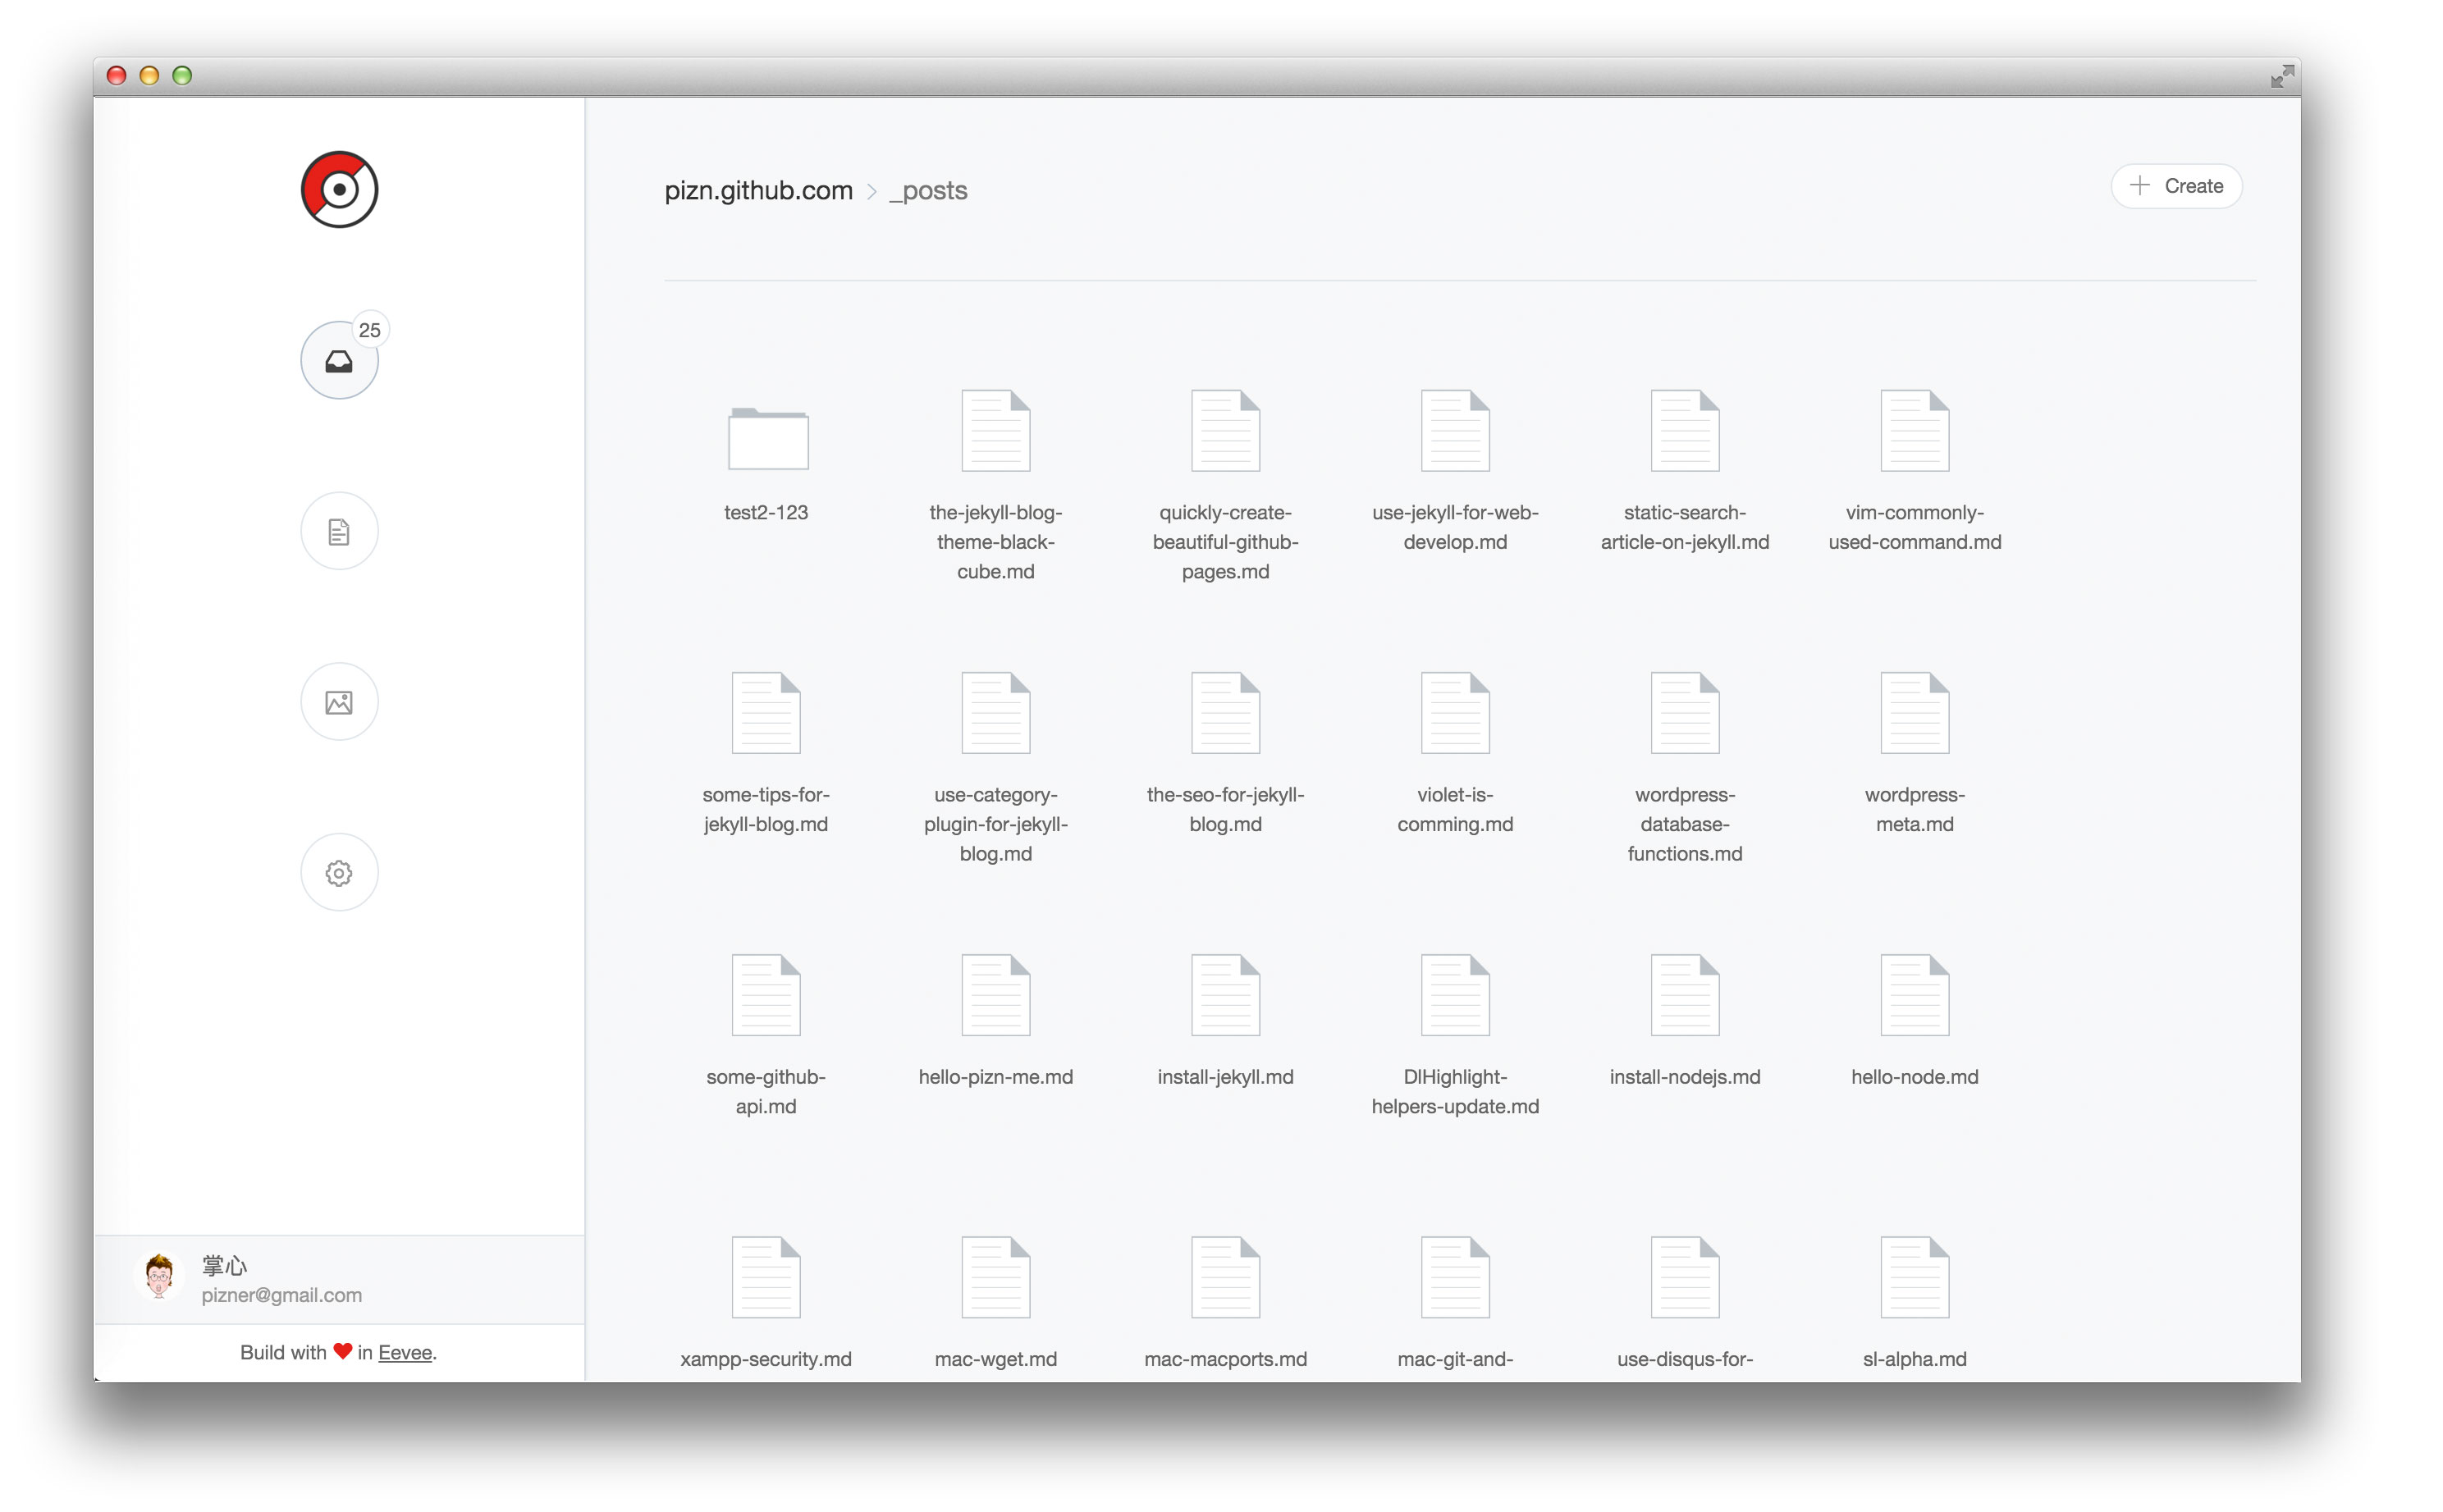 pizn.github.com > _posts
+ Create
25
test2-123
the-jekyll-blog-
theme-black-
cube.md
quickly-create-
beautiful-github-
pages.md
use-jekyll-for-web-
develop.md
static-search-
article-on-jekyll.md
vim-commonly-
used-command.md
some-tips-for-
jekyll-blog.md
use-category-
plugin-for-jekyll-
blog.md
the-seo-for-jekyll-
blog.md
violet-is-
comming.md
wordpress-
database-
functions.md
wordpress-
meta.md
some-github-
api.md
hello-pizn-me.md
install-jekyll.md
DlHighlight-
helpers-update.md
install-nodejs.md
hello-node.md
xampp-security.md
mac-wget.md
mac-macports.md
mac-git-and-
use-disqus-for-
sl-alpha.md
掌心
pizner@gmail.com
Build with ❤ in Eevee.